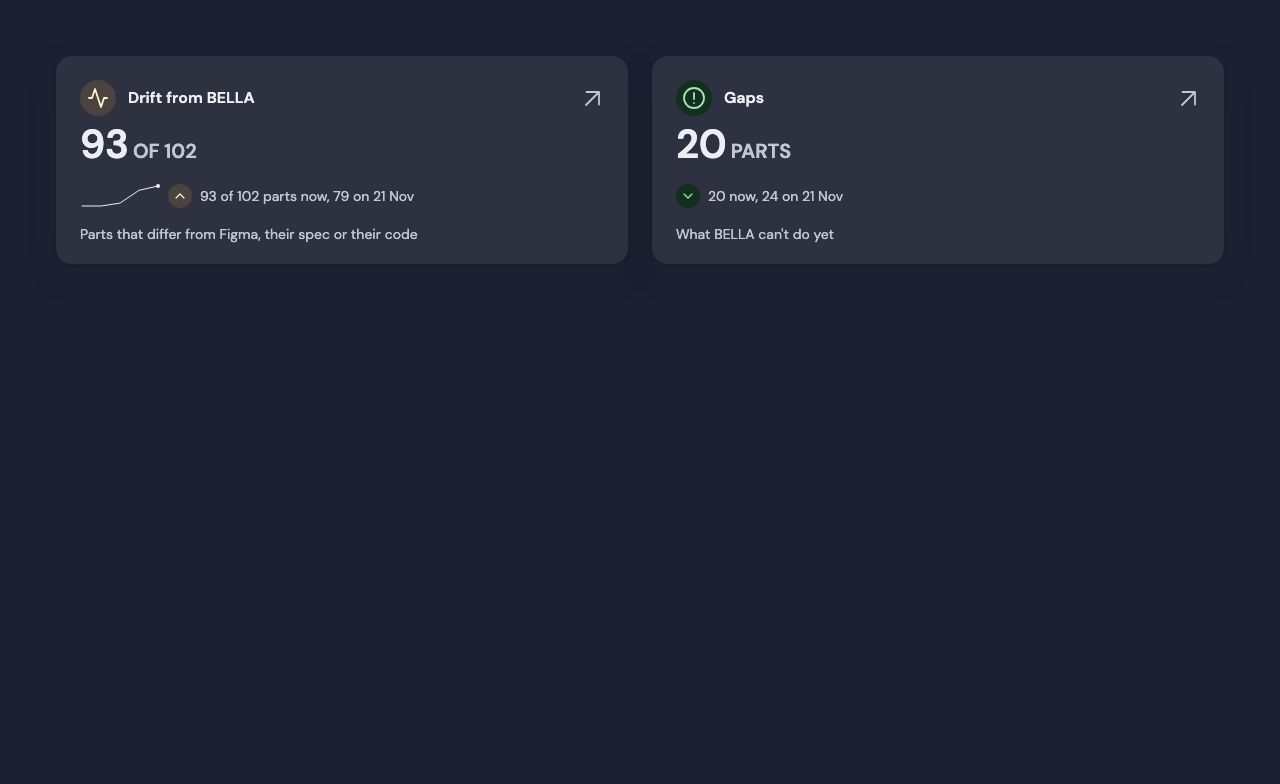 Drift from BELLA
93 OF 102
93 of 102 parts now, 79 on 21 Nov
Parts that differ from Figma, their spec or their code
Gaps
20 PARTS
20 now, 24 on 21 Nov
What BELLA can't do yet